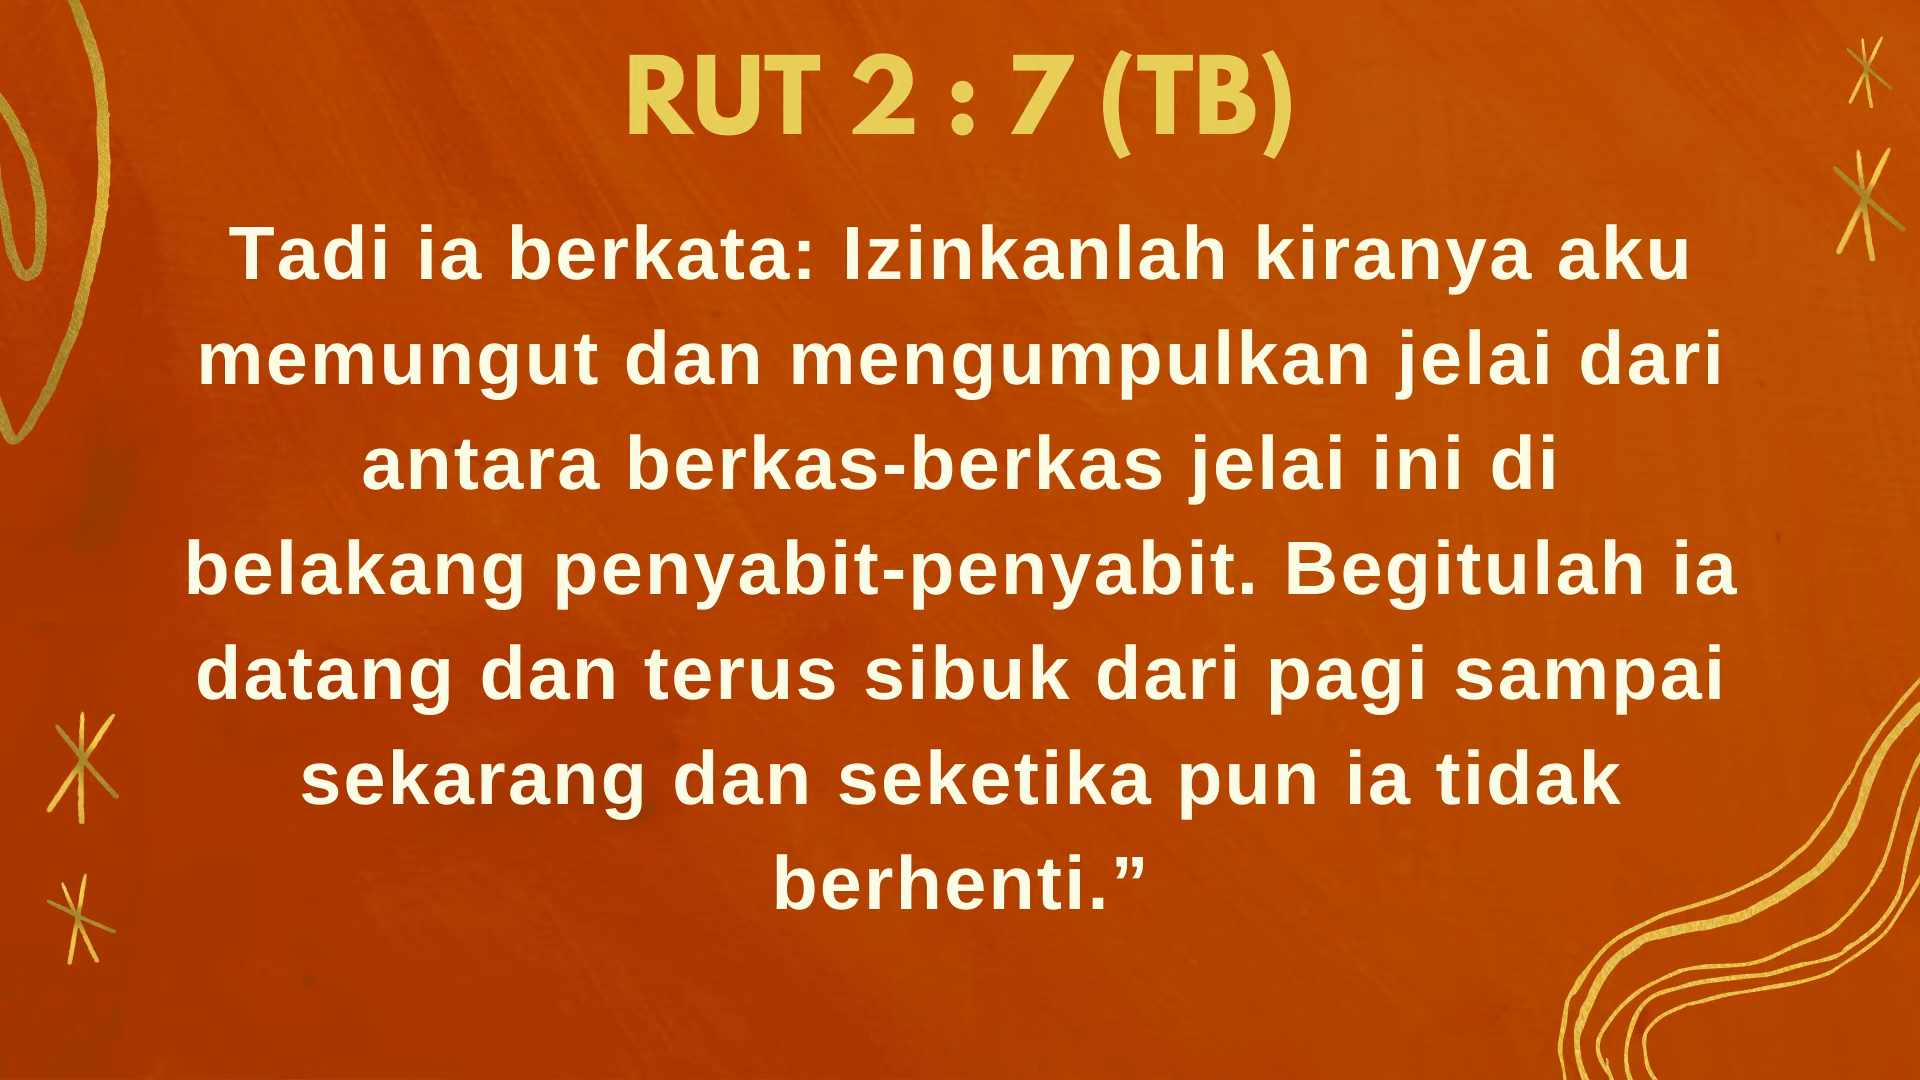 RUT 2 : 7 (TB)
Tadi ia berkata: Izinkanlah kiranya aku
memungut dan mengumpulkan jelai dari
antara berkas-berkas jelai ini di
belakang penyabit-penyabit. Begitulah ia
datang dan terus sibuk dari pagi sampai
sekarang dan seketika pun ia tidak
berhenti.”